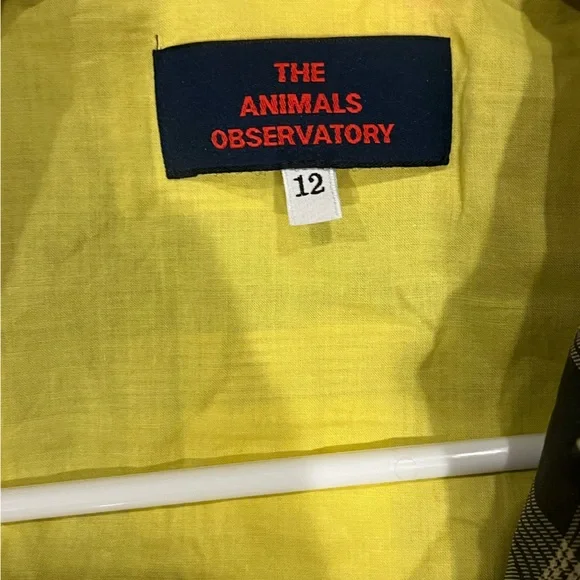 THE
ANIMALS
OBSERVATORY
12